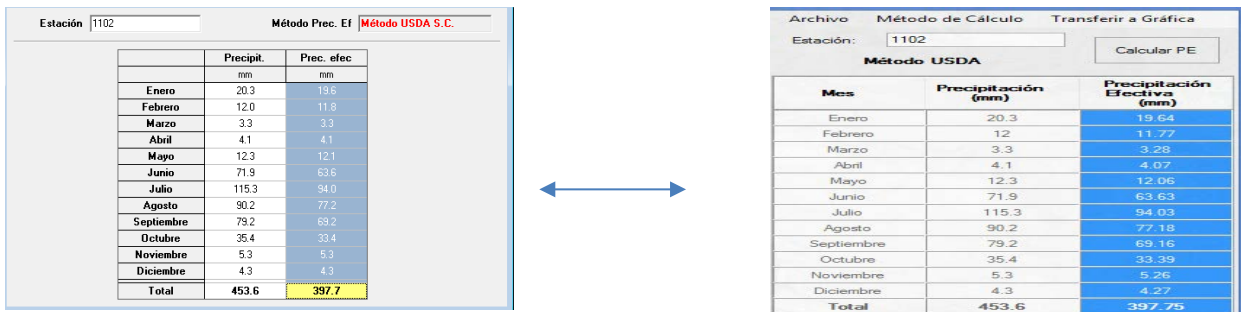 Estación 1102 Método Prec. Ef Método USDA S.C.
Precipit. Prec. efec
mm mm
Enero 20.3 19.6
Febrero 12.0 11.8
Marzo 3.3 3.3
Abril 4.1 4.1
Mayo 12.3 12.1
Junio 71.9 63.6
Julio 115.3 94.0
Agosto 90.2 77.2
Septiembre 79.2 69.2
Octubre 35.4 33.4
Noviembre 5.3 5.3
Diciembre 4.3 4.3
Total 453.6 397.7
Archivo Método de Cálculo Transferir a Gráfica
Estación: 1102 Calcular PE
Método USDA
Mes Precipitación (mm) Precipitación Efectiva (mm)
Enero 20.3 19.64
Febrero 12 11.77
Marzo 3.3 3.28
Abril 4.1 4.07
Mayo 12.3 12.06
Junio 71.9 63.63
Julio 115.3 94.03
Agosto 90.2 77.18
Septiembre 79.2 69.16
Octubre 35.4 33.39
Noviembre 5.3 5.26
Diciembre 4.3 4.27
Total 453.6 397.75